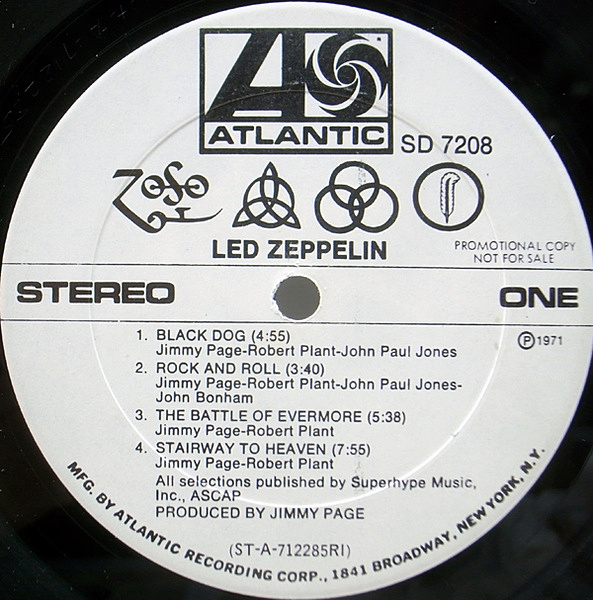 ATLANTIC
SD 7208
ZoSo
LED ZEPPELIN
PROMOTIONAL COPY
NOT FOR SALE
STEREO
ONE
℗1971
1. BLACK DOG (4:55)
Jimmy Page-Robert Plant-John Paul Jones
2. ROCK AND ROLL (3:40)
Jimmy Page-Robert Plant-John Paul Jones-
John Bonham
3. THE BATTLE OF EVERMORE (5:38)
Jimmy Page-Robert Plant
4. STAIRWAY TO HEAVEN (7:55)
Jimmy Page-Robert Plant
All selections published by Superhype Music,
Inc., ASCAP
PRODUCED BY JIMMY PAGE
(ST-A-712285RI)
MFG. BY ATLANTIC RECORDING CORP., 1841 BROADWAY, NEW YORK, N.Y.